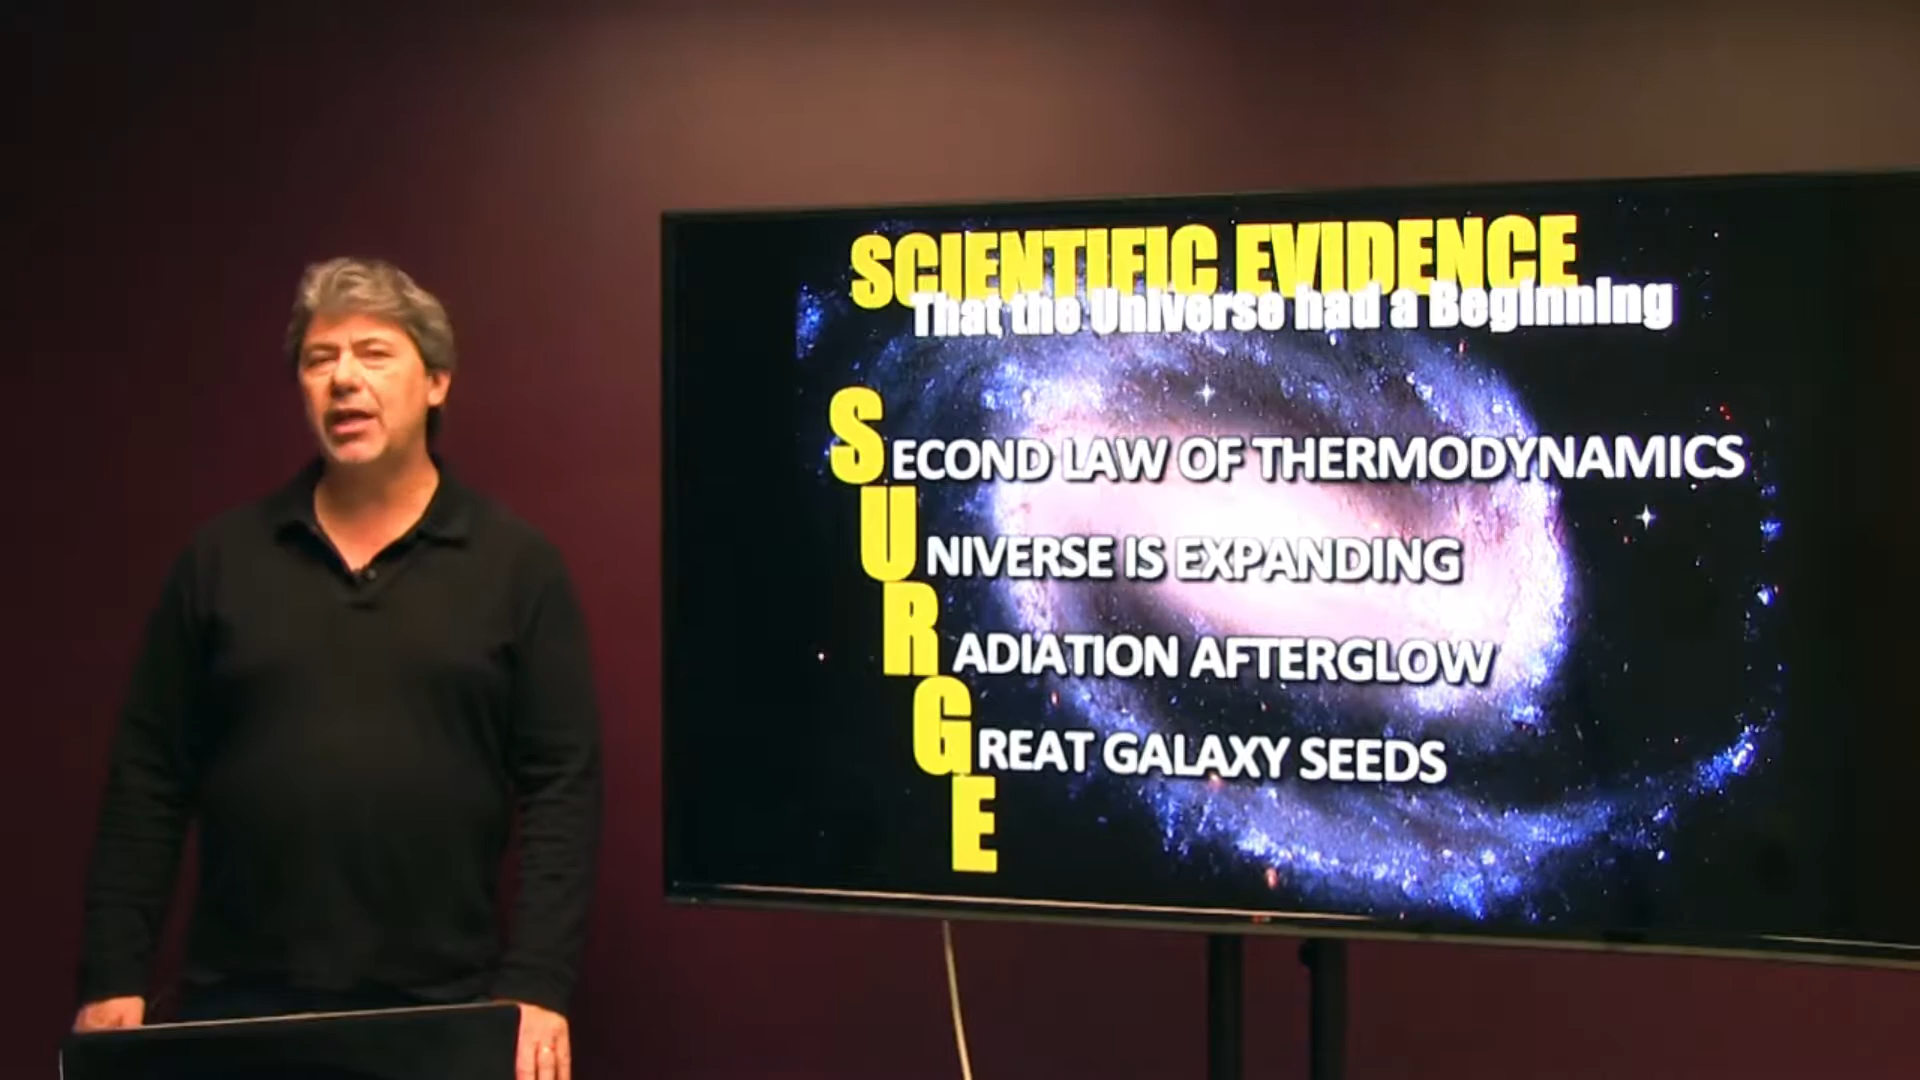 SCIENTIFIC EVIDENCE
That the Universe had a Beginning
SECOND LAW OF THERMODYNAMICS
UNIVERSE IS EXPANDING
RADIATION AFTERGLOW
GREAT GALAXY SEEDS
E